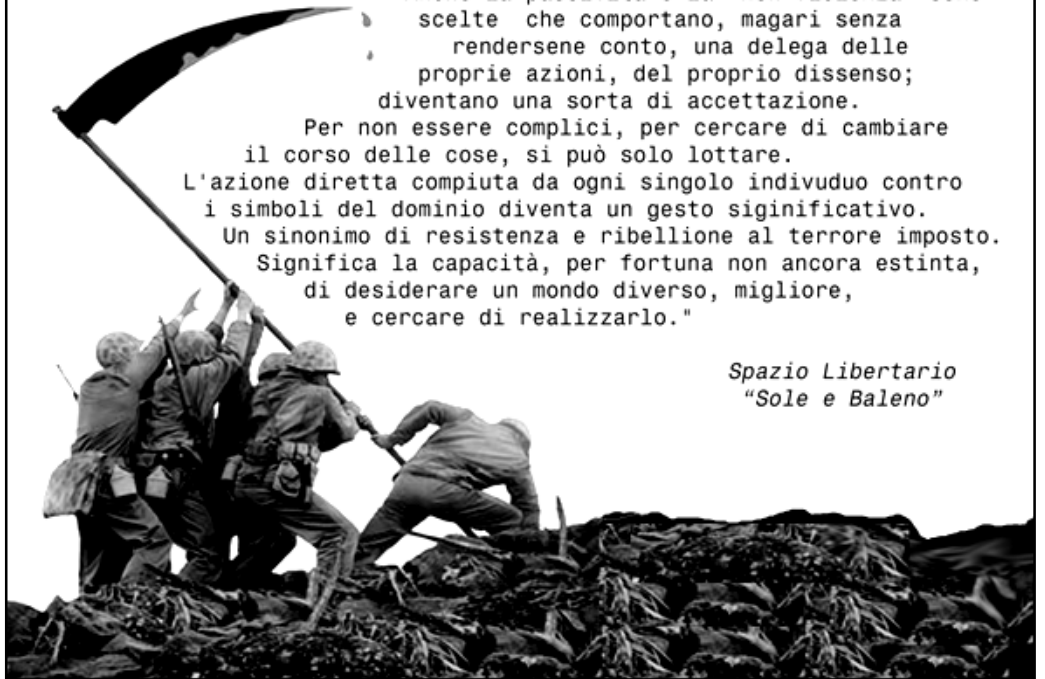 scelte che comportano, magari senza
rendersene conto, una delega delle
proprie azioni, del proprio dissenso;
diventano una sorta di accettazione.
Per non essere complici, per cercare di cambiare
il corso delle cose, si può solo lottare.
L'azione diretta compiuta da ogni singolo indivuduo contro
i simboli del dominio diventa un gesto siginificativo.
Un sinonimo di resistenza e ribellione al terrore imposto.
Significa la capacità, per fortuna non ancora estinta,
di desiderare un mondo diverso, migliore,
e cercare di realizzarlo."
Spazio Libertario
“Sole e Baleno”